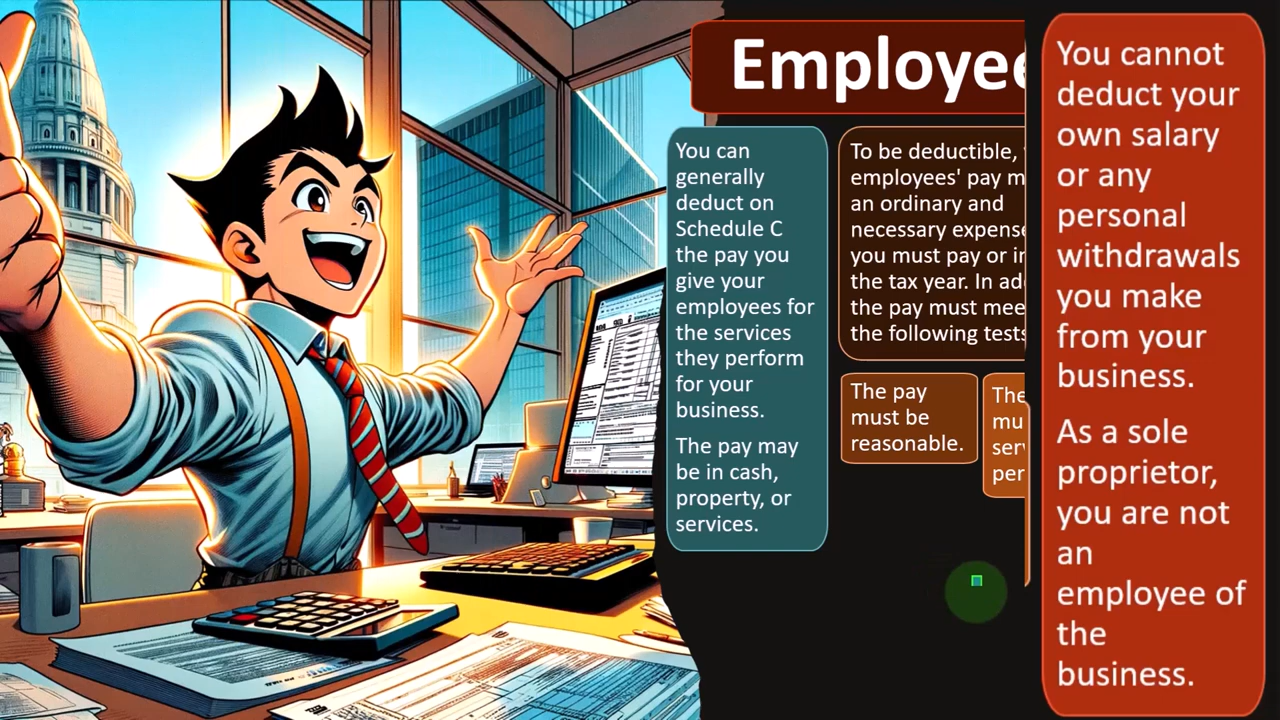 Employee
You can
generally
deduct on
Schedule C
the pay you
give your
employees for
the services
they perform
for your
business.
The pay may
be in cash,
property, or
services.
To be deductible,
employees' pay m
an ordinary and
necessary expense
you must pay or in
the tax year. In ad
the pay must mee
the following tests
The pay
must be
reasonable.
The
mu
serv
per
You cannot
deduct your
own salary
or any
personal
withdrawals
you make
from your
business.
As a sole
proprietor,
you are not
an
employee of
the
business.